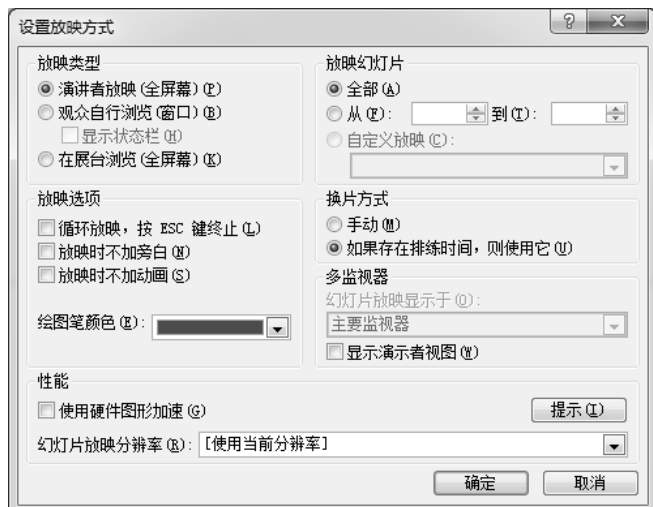 设置放映方式
放映类型
演讲者放映(全屏幕)(P)
观众自行浏览(窗口)(B)
显示状态栏(H)
在展台浏览(全屏幕)(K)
放映幻灯片
全部(A)
从(F): 到(T):
自定义放映(C):
放映选项
循环放映，按 ESC 键终止(L)
放映时不加旁白(N)
放映时不加动画(S)
绘图笔颜色(E):
换片方式
手动(M)
如果存在排练时间，则使用它(U)
多监视器
幻灯片放映显示于(O):
主要监视器
显示演示者视图(W)
性能
使用硬件图形加速(G)
提示(I)
幻灯片放映分辨率(R): [使用当前分辨率]
确定 取消